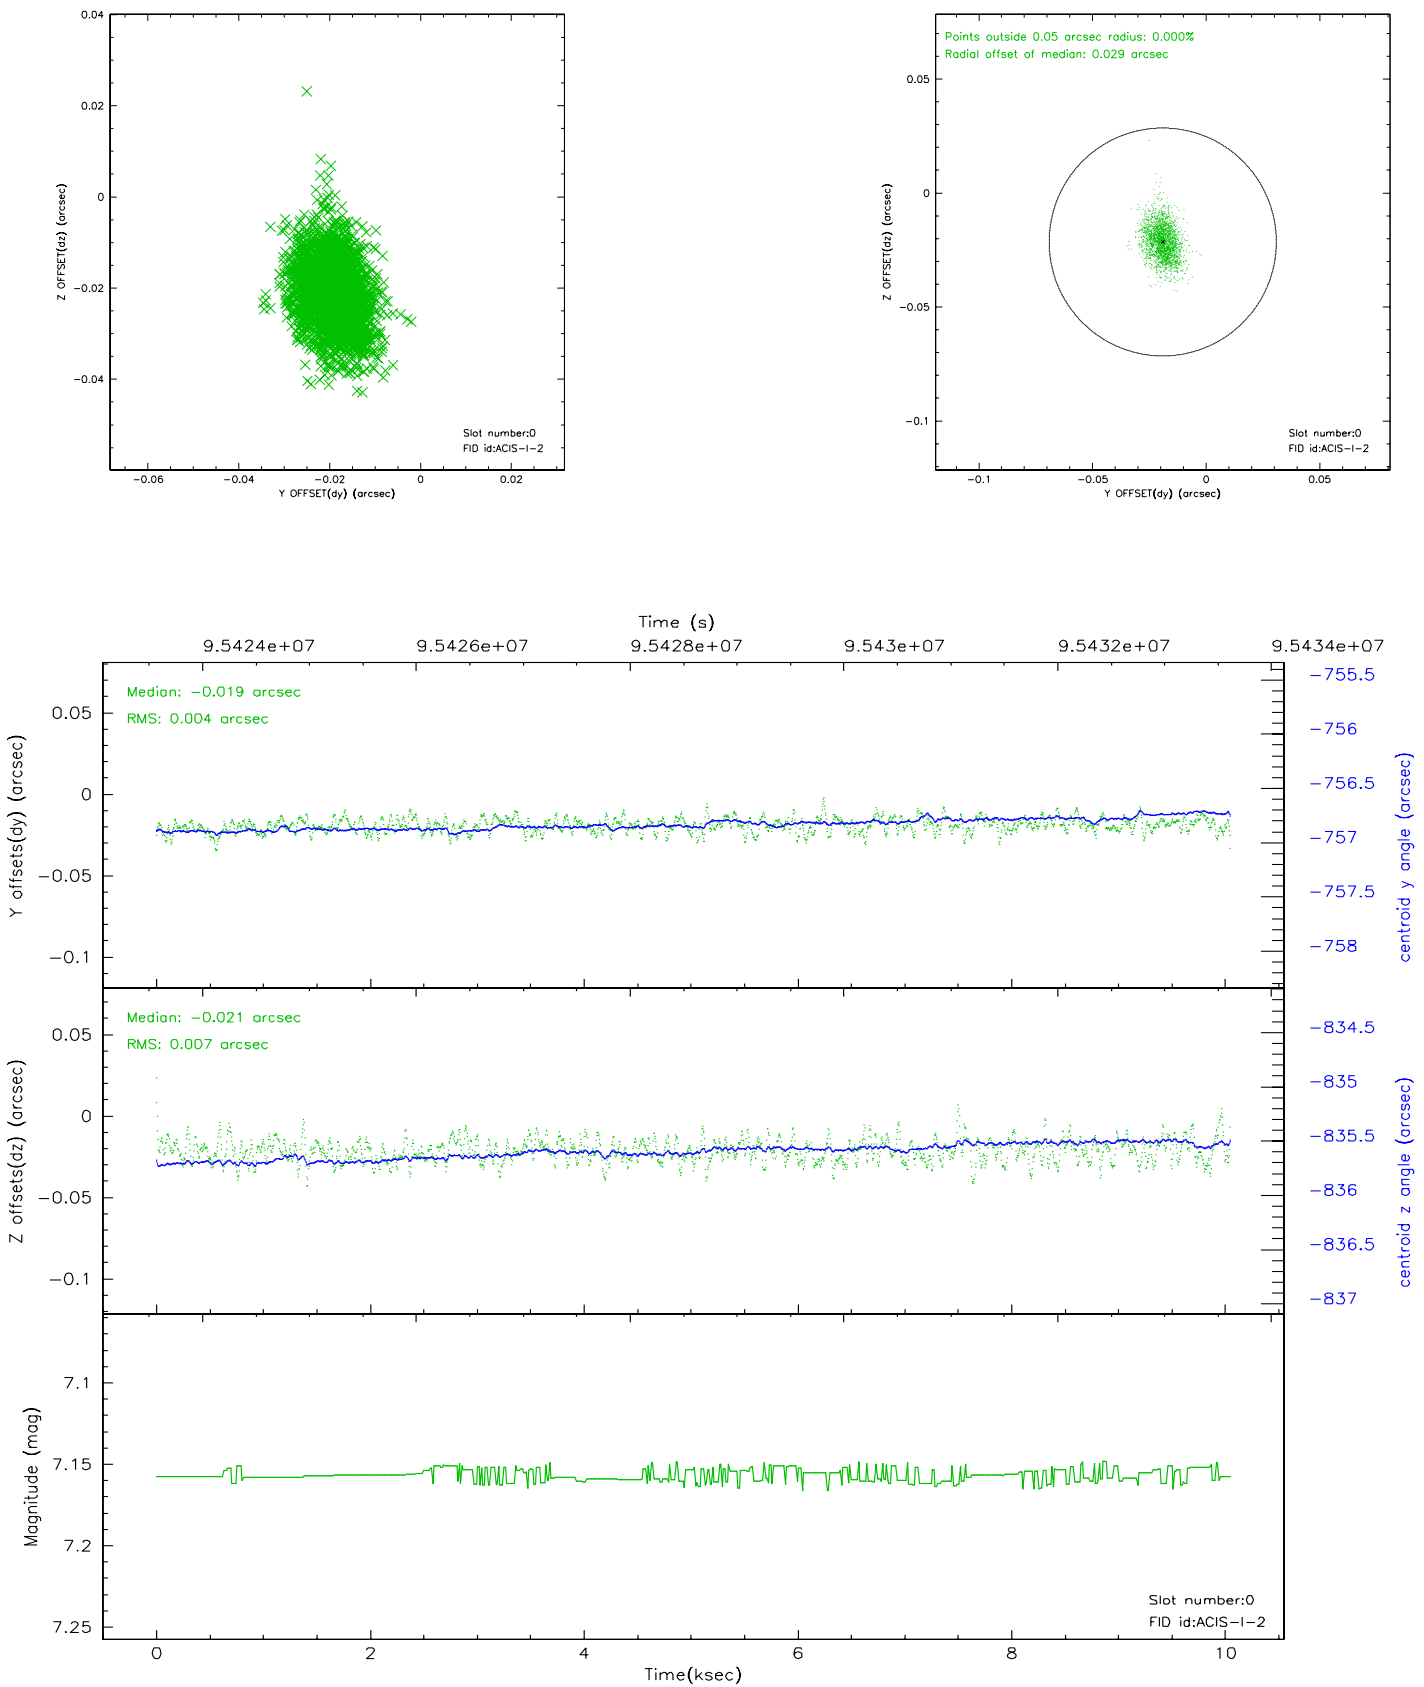 0.04
0.02
0
−0.02
−0.04
Z OFFSET(dz) (arcsec)
Slot number:0
FID id:ACIS−I−2
−0.06 −0.04 −0.02 0 0.02
Y OFFSET(dy) (arcsec)
Points outside 0.05 arcsec radius: 0.000%
Radial offset of median: 0.029 arcsec
0.05
0
−0.05
−0.1
Z OFFSET(dz) (arcsec)
Slot number:0
FID id:ACIS−I−2
−0.1 −0.05 0 0.05
Y OFFSET(dy) (arcsec)
Time (s)
9.5424e+07 9.5426e+07 9.5428e+07 9.543e+07 9.5432e+07 9.5434e+07
Median: −0.019 arcsec
RMS: 0.004 arcsec
0.05
0
−0.05
−0.1
Y offsets(dy) (arcsec)
−755.5
−756
−756.5
−757
−757.5
−758
centroid y angle (arcsec)
Median: −0.021 arcsec
RMS: 0.007 arcsec
0.05
0
−0.05
−0.1
Z offsets(dz) (arcsec)
−834.5
−835
−835.5
−836
−836.5
−837
centroid z angle (arcsec)
7.1
7.15
7.2
7.25
Magnitude (mag)
Slot number:0
FID id:ACIS−I−2
0 2 4 6 8 10
Time(ksec)